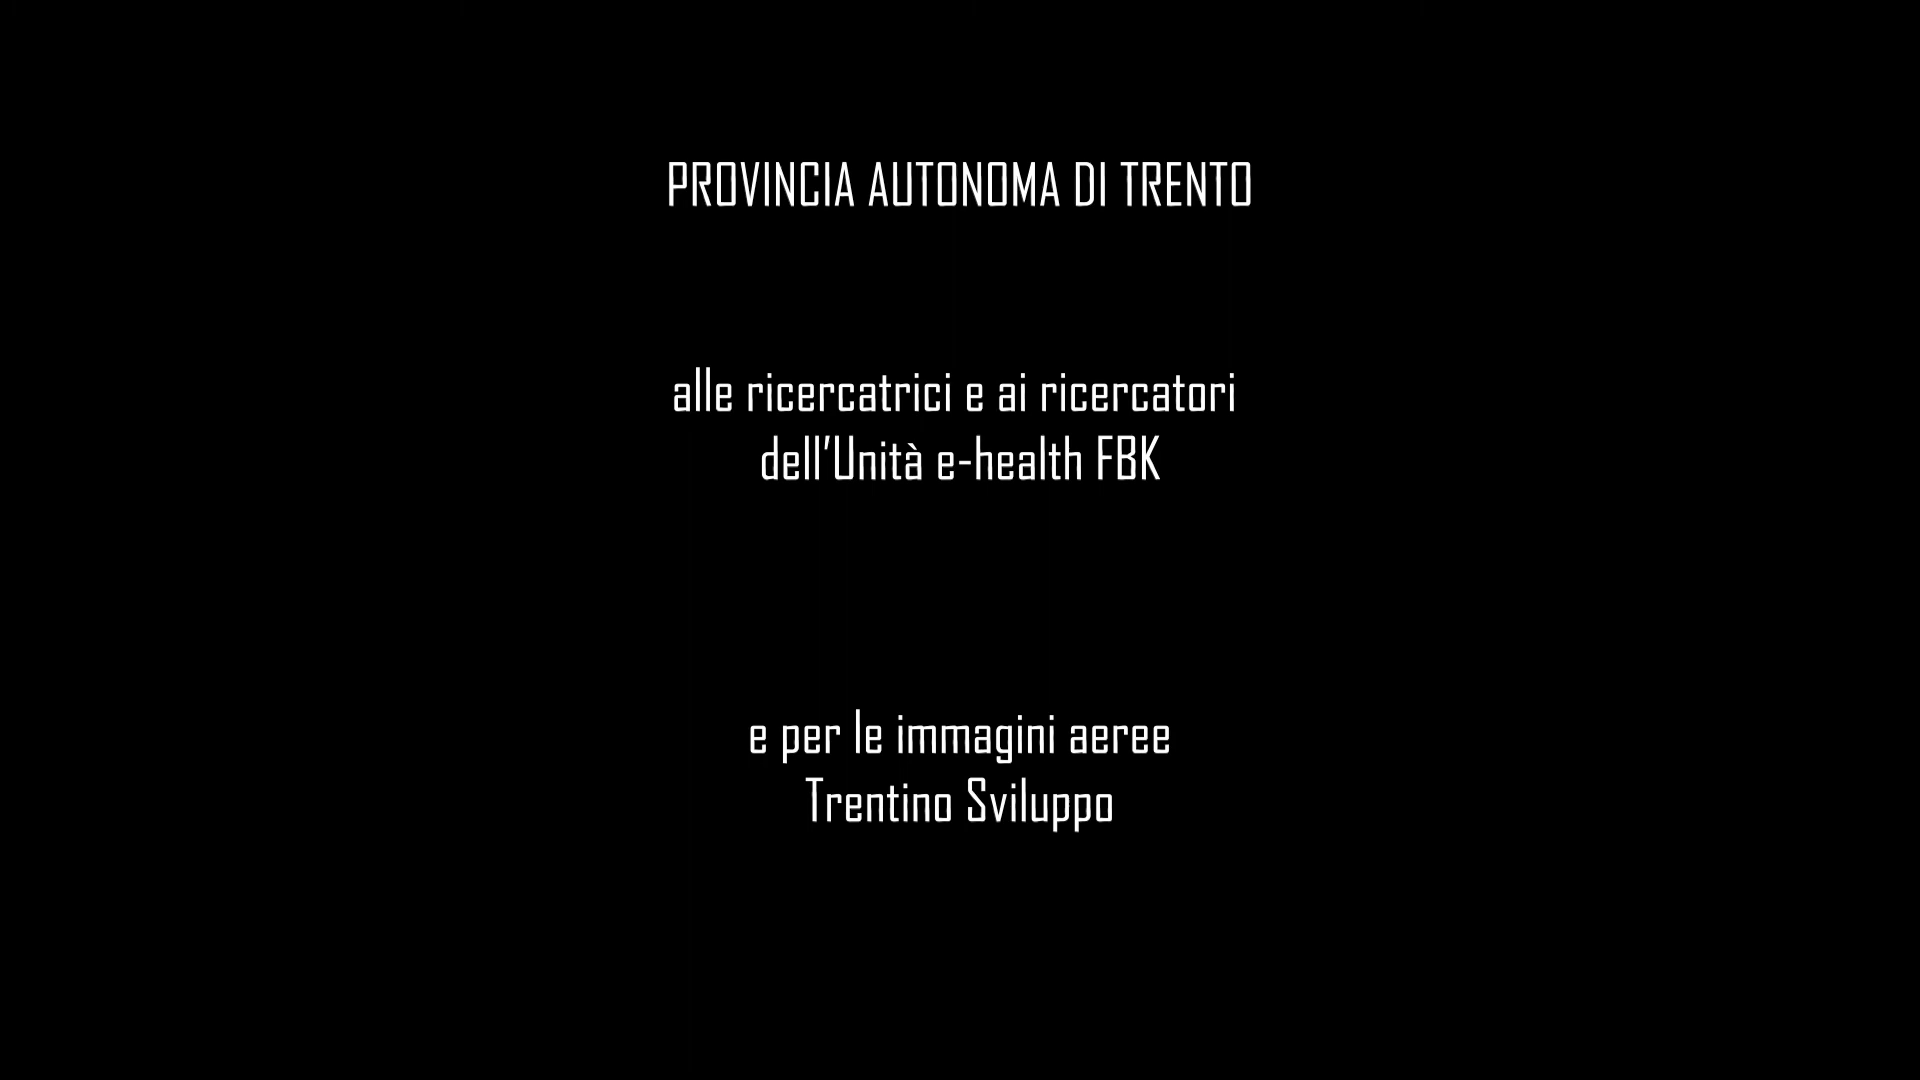 PROVINCIA AUTONOMA DI TRENTO
alle ricercatrici e ai ricercatori
dell'Unità e-health FBK
e per le immagini aeree
Trentino Sviluppo